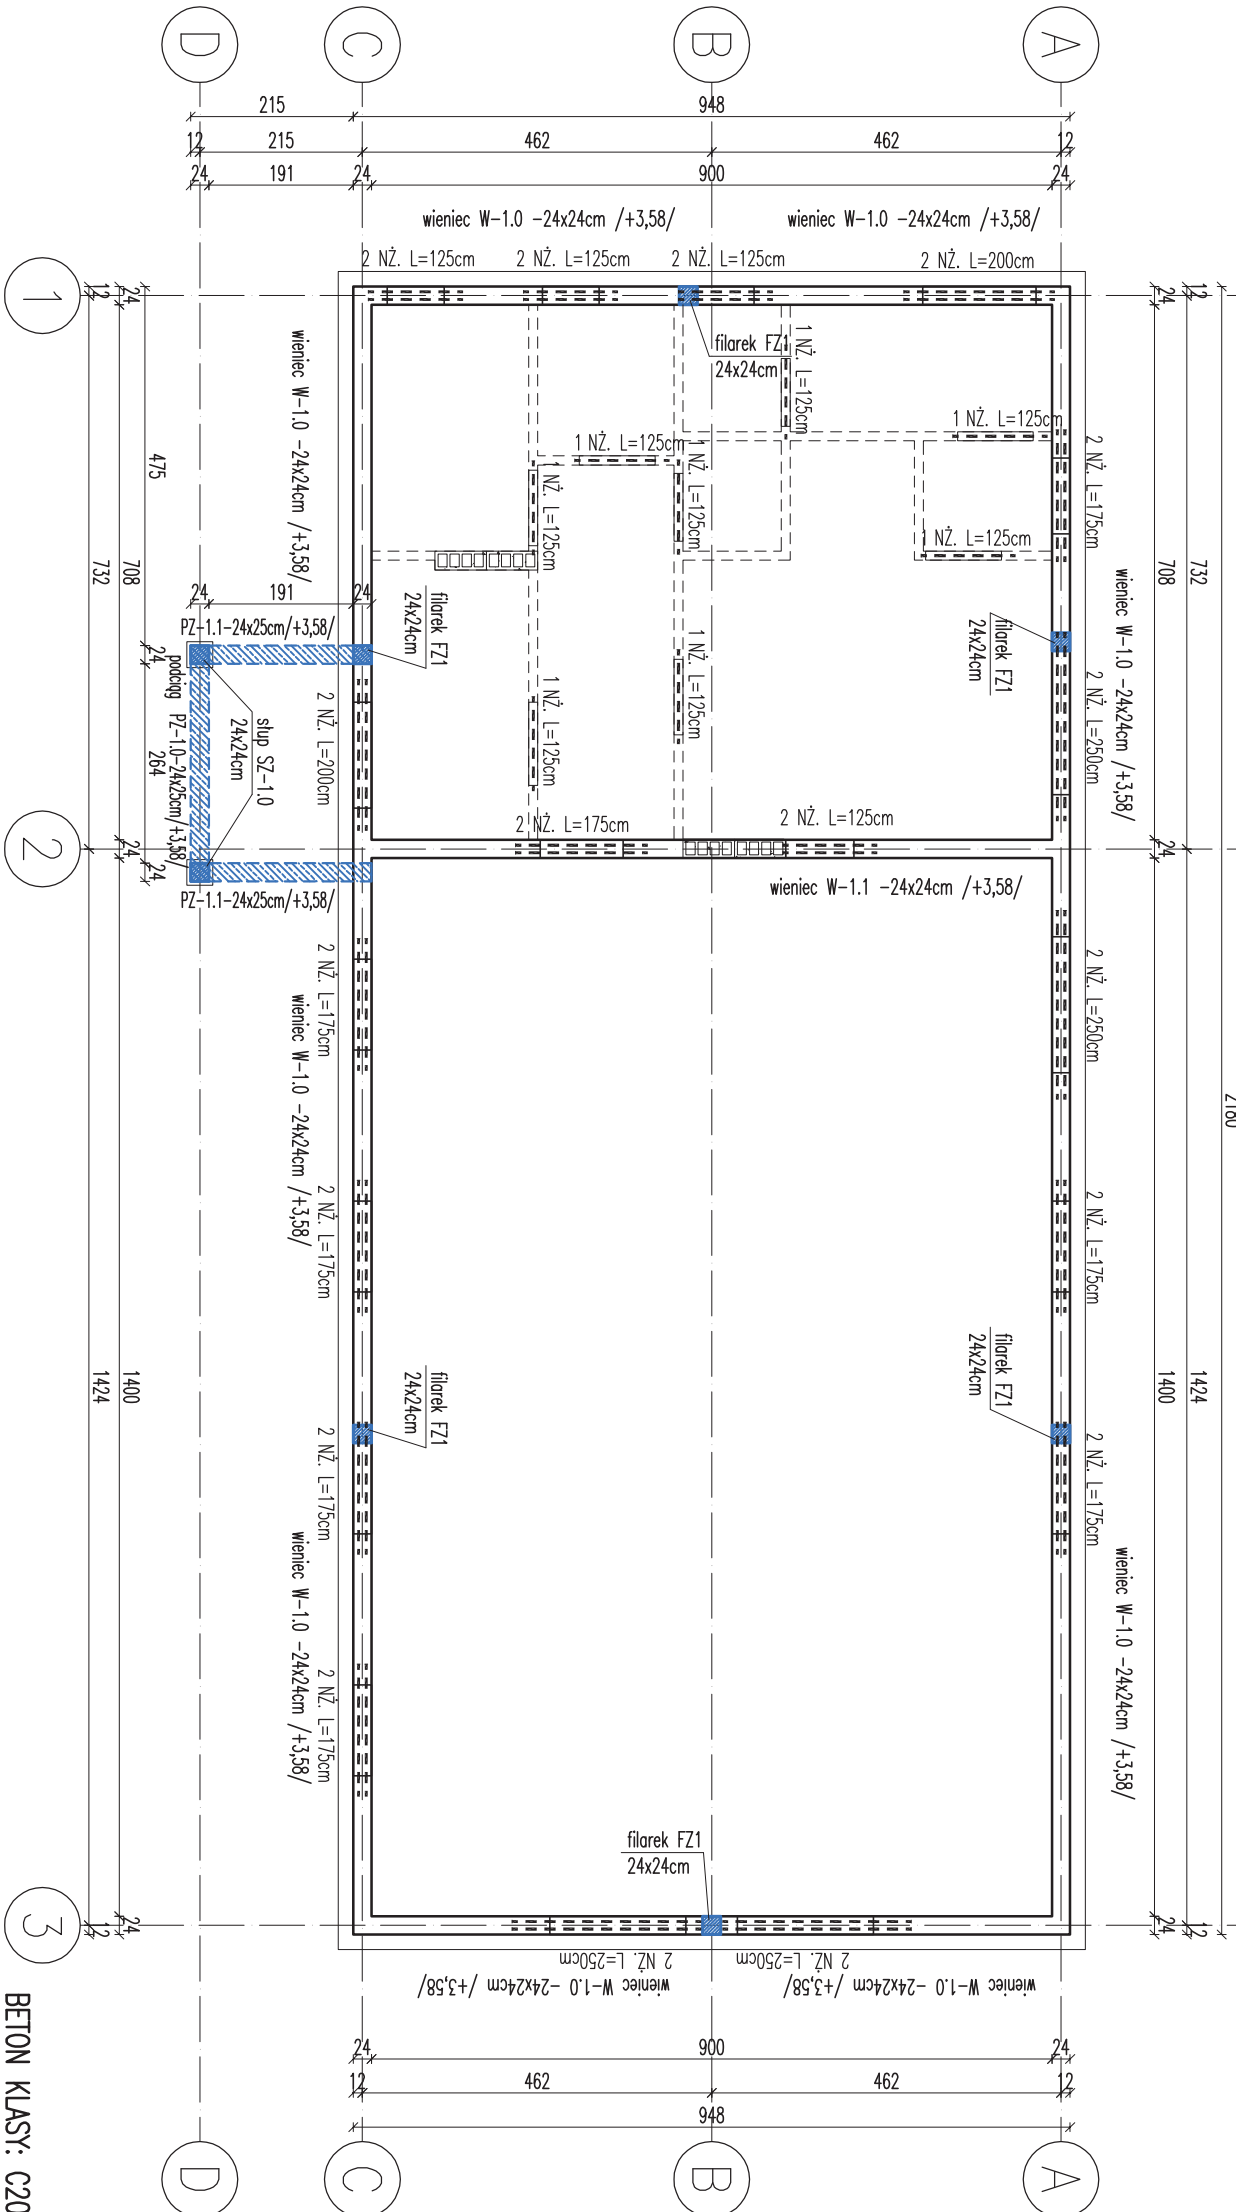 D
C
B
A
215
948
12
215
462
462
12
24
191
24
900
24
wieniec W-1.0 -24x24cm /+3,58/
wieniec W-1.0 -24x24cm /+3,58/
2 NŻ. L=125cm
2 NŻ. L=125cm
2 NŻ. L=125cm
2 NŻ. L=200cm
1
12
24
24
12
wieniec W-1.0 -24x24cm /+3,58/
filarek FZ1
24x24cm
1 NŻ. L=125cm
1 NŻ. L=125cm
1 NŻ. L=125cm
1 NŻ. L=125cm
1 NŻ. L=125cm
1 NŻ. L=125cm
2 NŻ. L=175cm
475
732
708
708
732
wieniec W-1.0 -24x24cm /+3,58/
24
191
24
filarek FZ1
24x24cm
filarek FZ1
24x24cm
PZ-1.1-24x25cm/+3,58/
24
podciąg PZ-1.0-24x25cm/+3,58/
264
słup SZ-1.0
24x24cm
2 NŻ. L=200cm
1 NŻ. L=125cm
1 NŻ. L=125cm
2 NŻ. L=250cm
2 NŻ. L=175cm
2 NŻ. L=125cm
2
24
24
24
PZ-1.1-24x25cm/+3,58/
wieniec W-1.1 -24x24cm /+3,58/
2 NŻ. L=175cm
2 NŻ. L=250cm
wieniec W-1.0 -24x24cm /+3,58/
2180
2 NŻ. L=175cm
2 NŻ. L=175cm
filarek FZ1
24x24cm
filarek FZ1
24x24cm
1424
1400
1400
1424
2 NŻ. L=175cm
2 NŻ. L=175cm
wieniec W-1.0 -24x24cm /+3,58/
wieniec W-1.0 -24x24cm /+3,58/
2 NŻ. L=175cm
filarek FZ1
24x24cm
3
12
24
24
12
2 NŻ. L=250cm
2 NŻ. L=250cm
wieniec W-1.0 -24x24cm /+3,58/
wieniec W-1.0 -24x24cm /+3,58/
24
900
24
12
462
462
12
948
D
C
B
A
BETON KLASY: C20